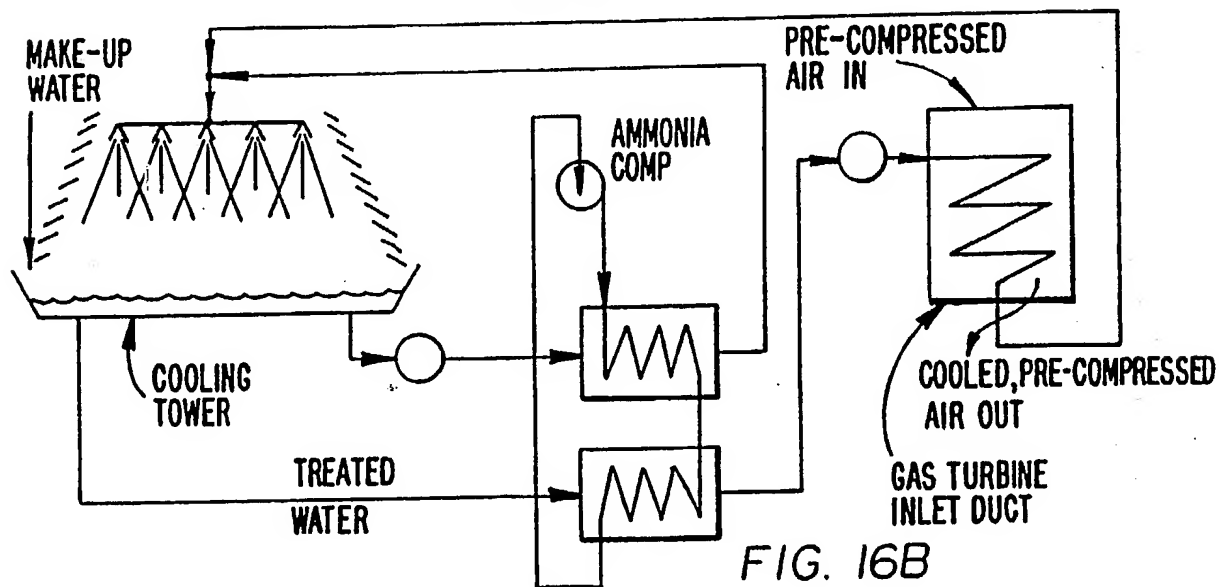 MAKE-UP
WATER
PRE-COMPRESSED
AIR IN
AMMONIA
COMP
COOLING
TOWER
COOLED, PRE-COMPRESSED
AIR OUT
TREATED
WATER
GAS TURBINE
INLET DUCT
FIG. 16B